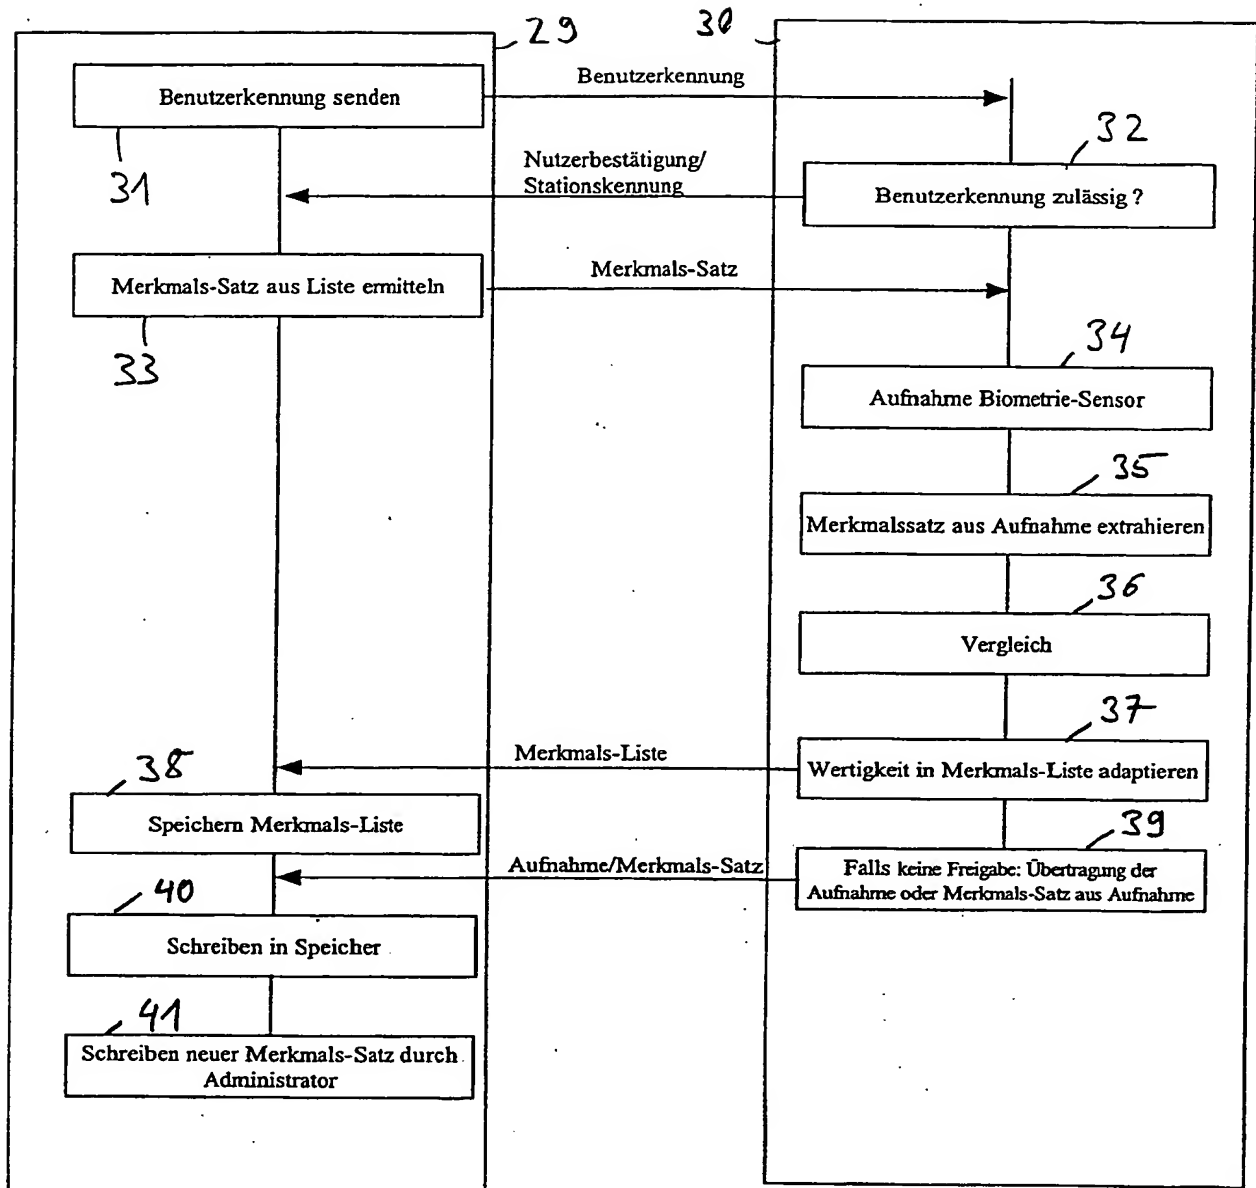 29
30
Benutzerkennung senden
Benutzerkennung
31
32
Nutzerbestätigung/
Stationskennung
Benutzerkennung zulässig ?
Merkmals-Satz aus Liste ermitteln
Merkmals-Satz
33
34
Aufnahme Biometrie-Sensor
35
Merkmalssatz aus Aufnahme extrahieren
36
Vergleich
37
Merkmals-Liste
Wertigkeit in Merkmals-Liste adaptieren
38
Speichern Merkmals-Liste
39
Aufnahme/Merkmals-Satz
Falls keine Freigabe: Übertragung der
Aufnahme oder Merkmals-Satz aus Aufnahme
40
Schreiben in Speicher
41
Schreiben neuer Merkmals-Satz durch
Administrator